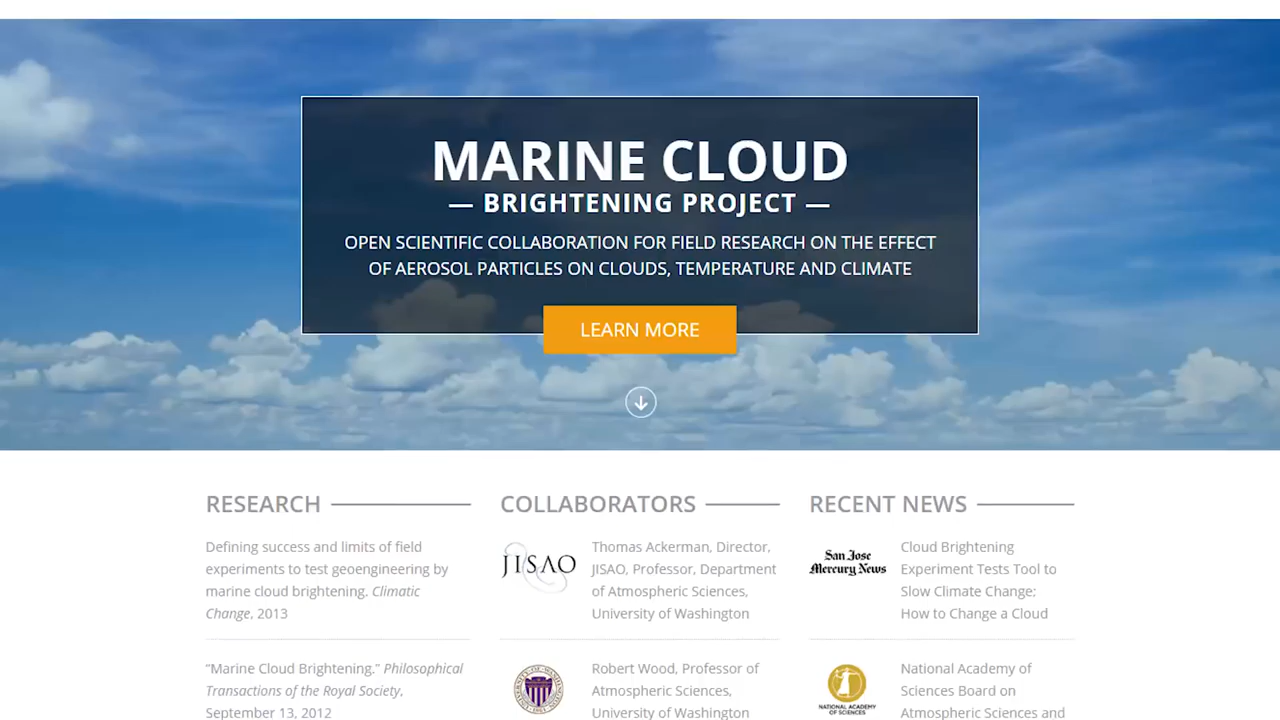 MARINE CLOUD
— BRIGHTENING PROJECT —
OPEN SCIENTIFIC COLLABORATION FOR FIELD RESEARCH ON THE EFFECT
OF AEROSOL PARTICLES ON CLOUDS, TEMPERATURE AND CLIMATE
LEARN MORE
RESEARCH
Defining success and limits of field
experiments to test geoengineering by
marine cloud brightening. Climatic
Change, 2013
“Marine Cloud Brightening.” Philosophical
Transactions of the Royal Society,
September 13, 2012
COLLABORATORS
JISAO
Thomas Ackerman, Director,
JISAO, Professor, Department
of Atmospheric Sciences,
University of Washington
Robert Wood, Professor of
Atmospheric Sciences,
University of Washington
RECENT NEWS
San Jose
Mercury News
Cloud Brightening
Experiment Tests Tool to
Slow Climate Change:
How to Change a Cloud
NATIONAL ACADEMY
OF SCIENCES
National Academy of
Sciences Board on
Atmospheric Sciences and